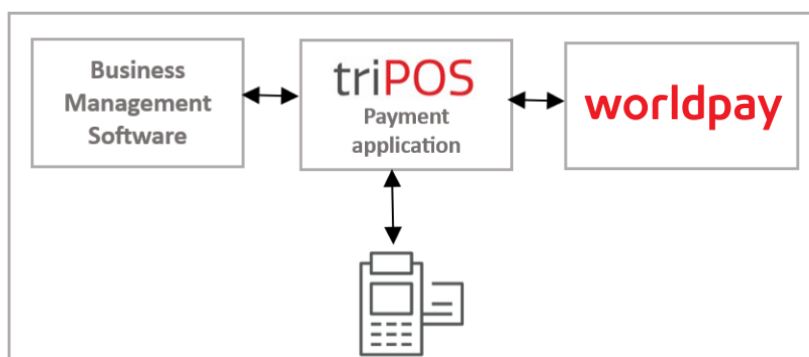 Business
Management
Software
triPOS
Payment
application
worldpay